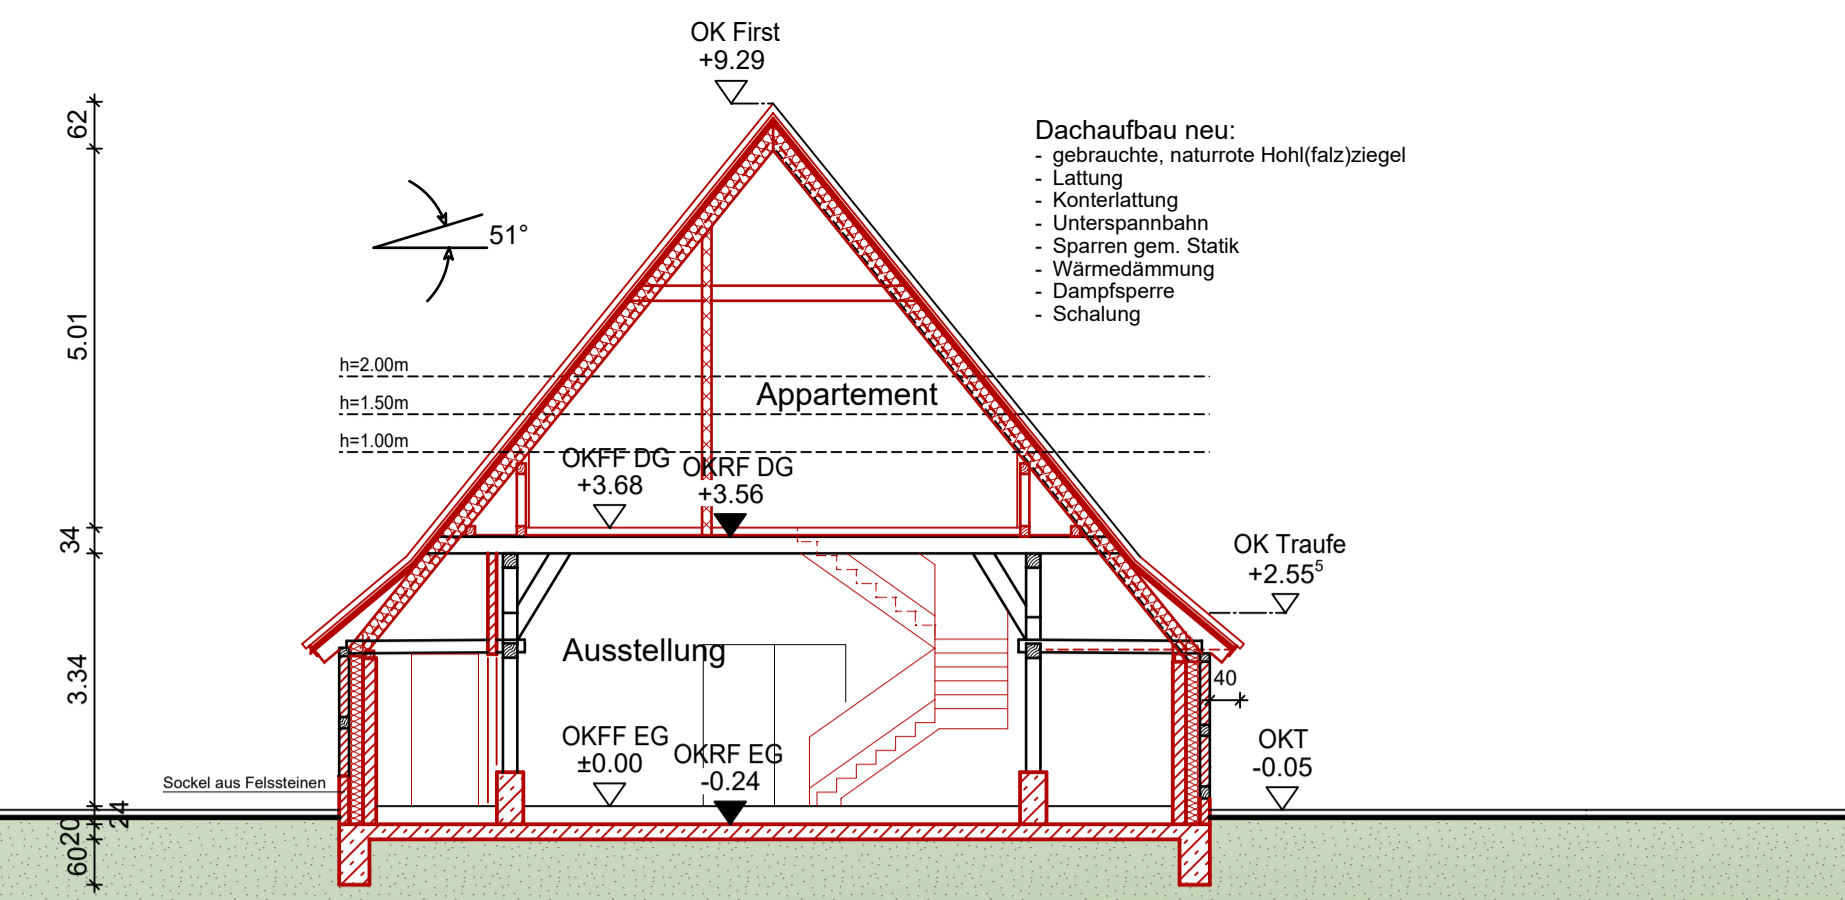 OK First
+9.29
62
Dachaufbau neu:
- gebrauchte, naturrote Hohl(falz)ziegel
- Lattung
- Konterlattung
- Unterspannbahn
- Sparren gem. Statik
- Wärmedämmung
- Dampfsperre
- Schalung
51°
5.01
h=2.00m
Appartement
h=1.50m
h=1.00m
OKFF DG
+3.68
OKRF DG
+3.56
34
OK Traufe
+2.55⁵
Ausstellung
3.34
40
OKFF EG
±0.00
OKRF EG
-0.24
OKT
-0.05
Sockel aus Felssteinen
24
20
60